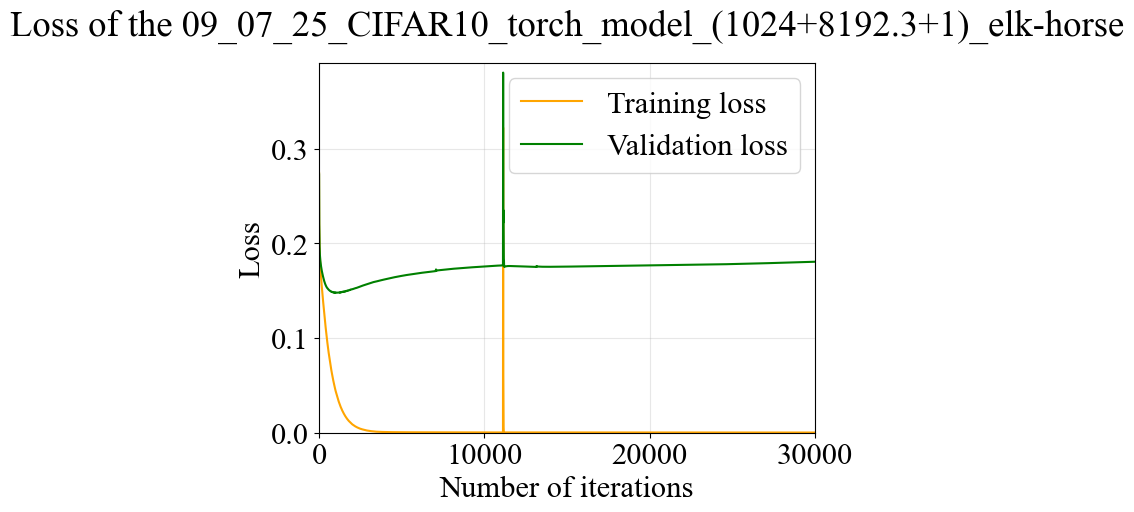 Loss of the 09_07_25_CIFAR10_torch_model_(1024+8192.3+1)_elk-horse
Training loss
Validation loss
Loss
0.3
0.2
0.1
0.0
0 10000 20000 30000
Number of iterations